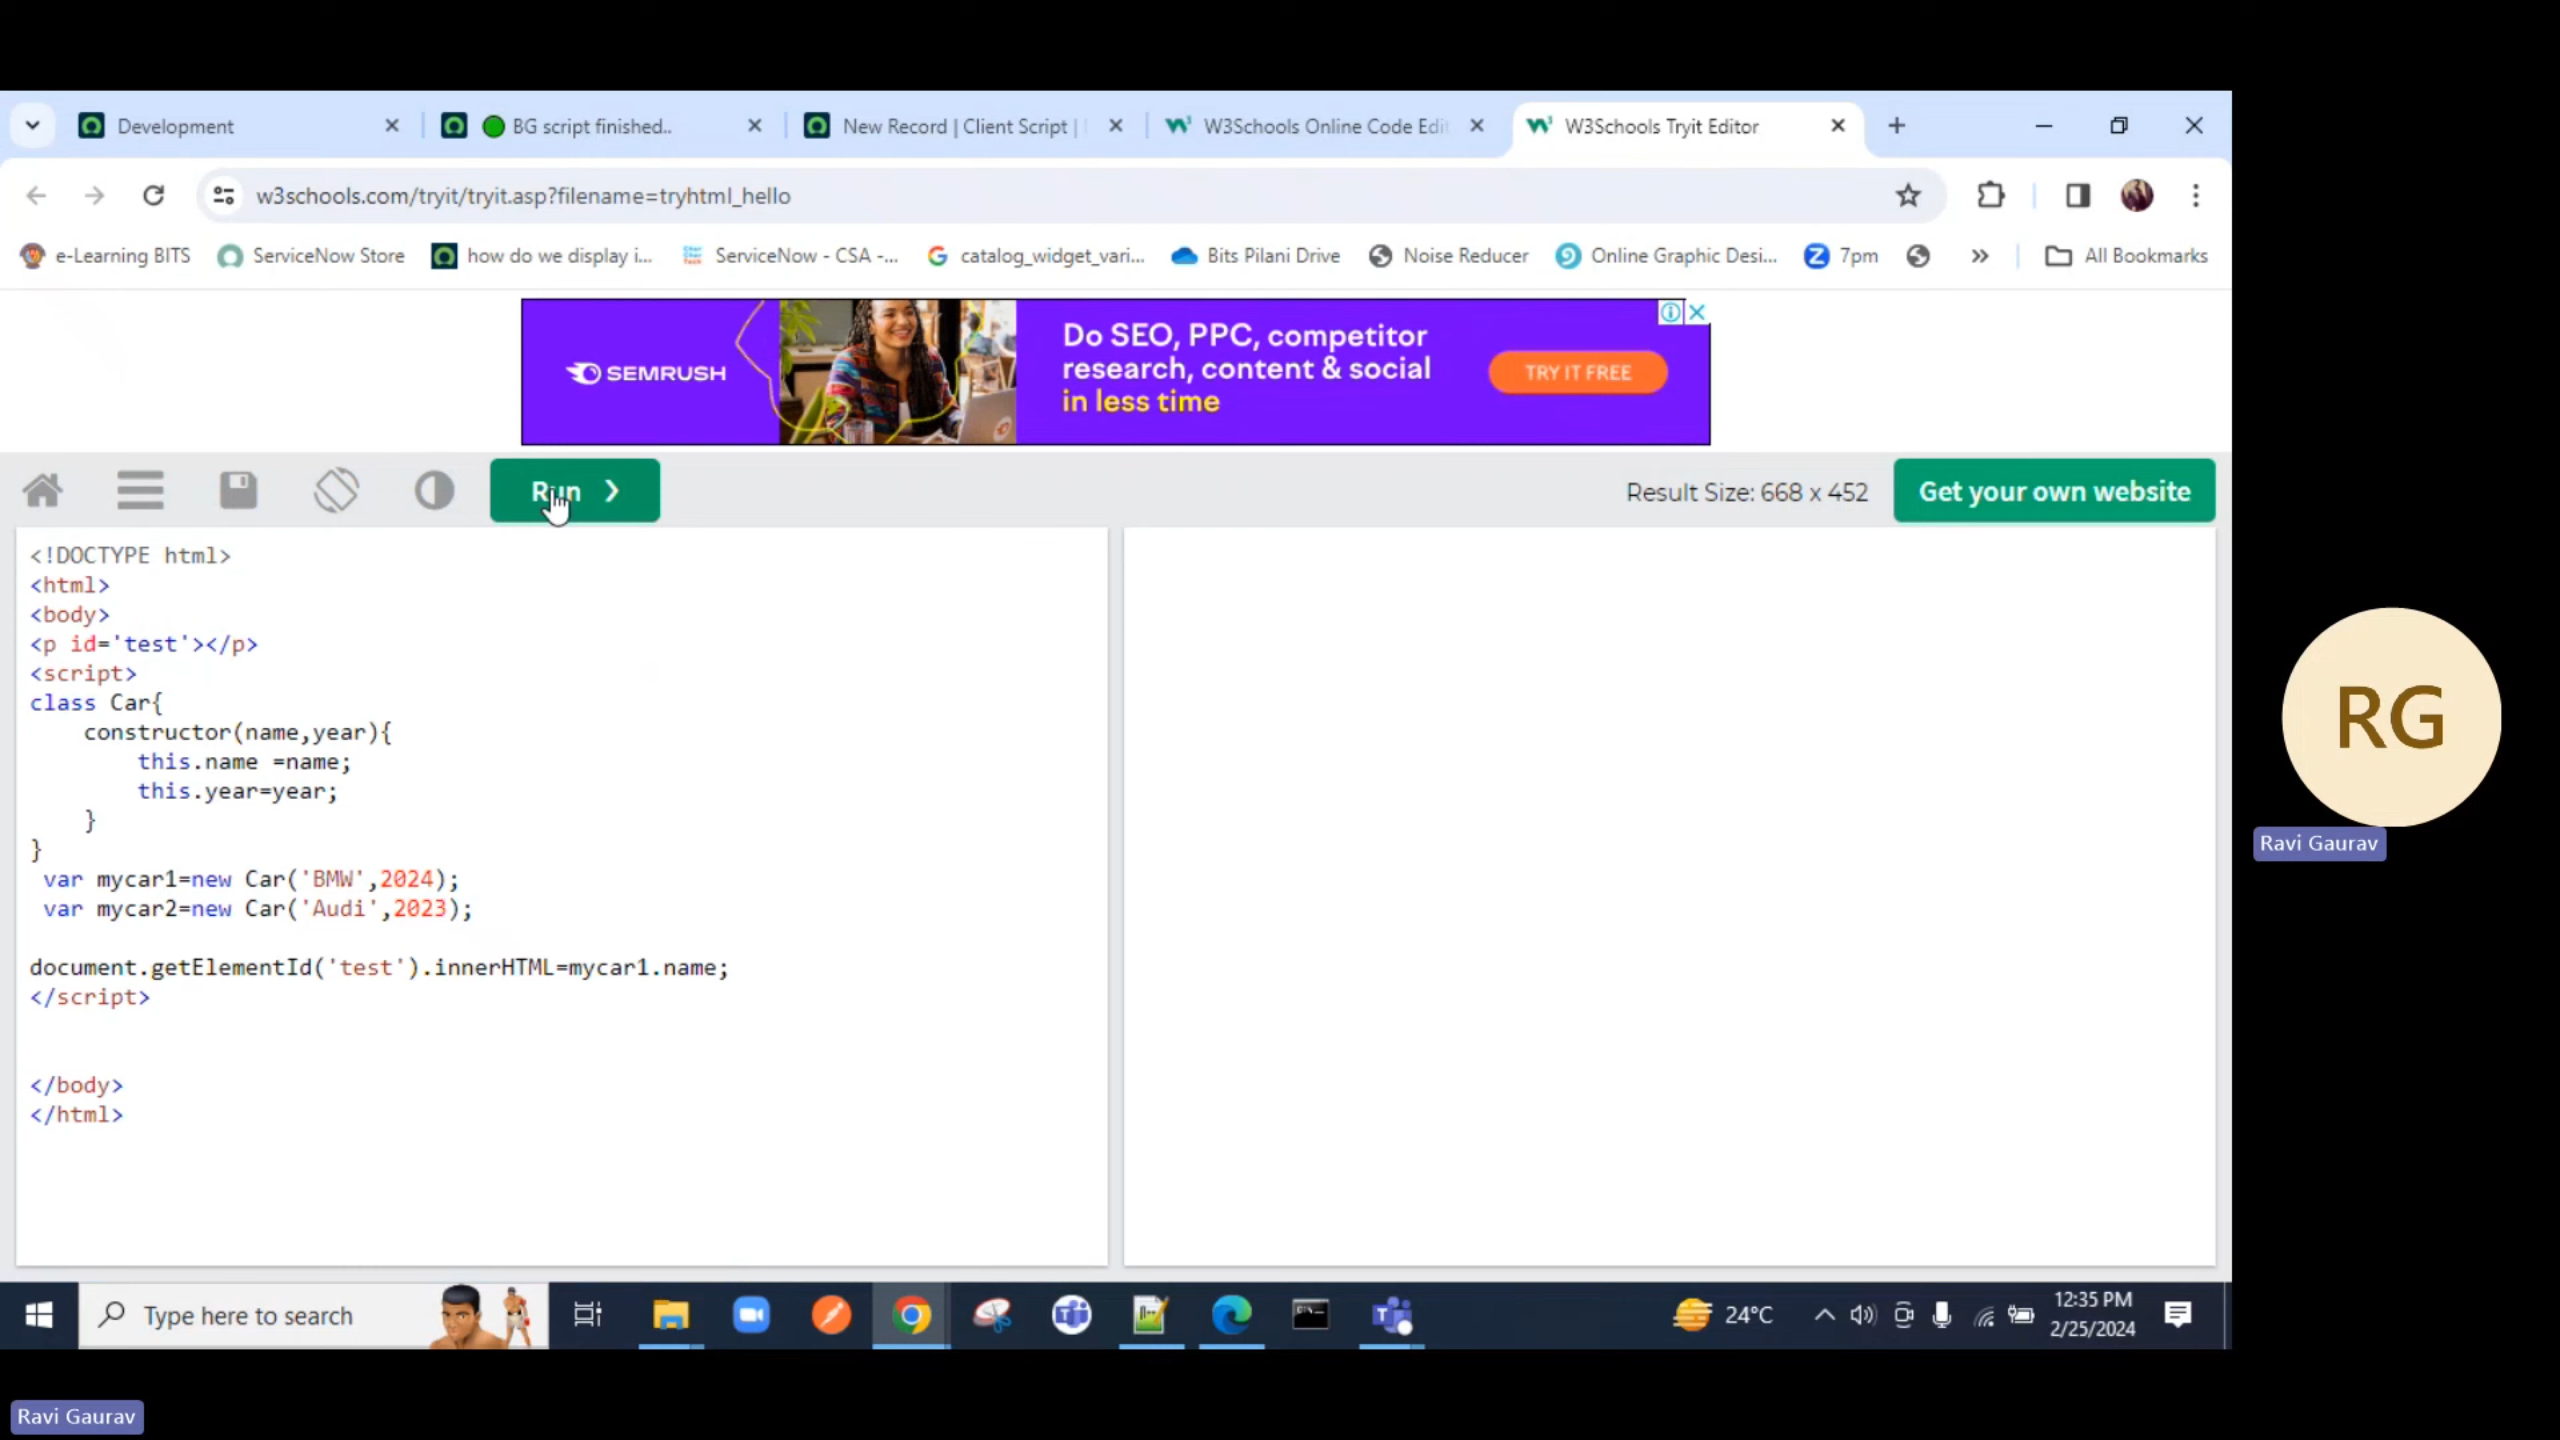 Development
BG script finished..
New Record | Client Script |
W3Schools Online Code Edi
W3Schools Tryit Editor
w3schools.com/tryit/tryit.asp?filename=tryhtml_hello
e-Learning BITS
ServiceNow Store
how do we display i...
ServiceNow - CSA -...
catalog_widget_vari...
Bits Pilani Drive
Noise Reducer
Online Graphic Desi...
7pm
All Bookmarks
SEMRUSH
Do SEO, PPC, competitor
research, content & social
in less time
TRY IT FREE
Run
Result Size: 668 x 452
Get your own website
<!DOCTYPE html>
<html>
<body>
<p id='test'></p>
<script>
class Car{
constructor(name,year){
this.name =name;
this.year=year;
}
}
var mycar1=new Car('BMW',2024);
var mycar2=new Car('Audi',2023);
document.getElementId('test').innerHTML=mycar1.name;
</script>
</body>
</html>
RG
Ravi Gaurav
Type here to search
24°C
12:35 PM
2/25/2024
Ravi Gaurav